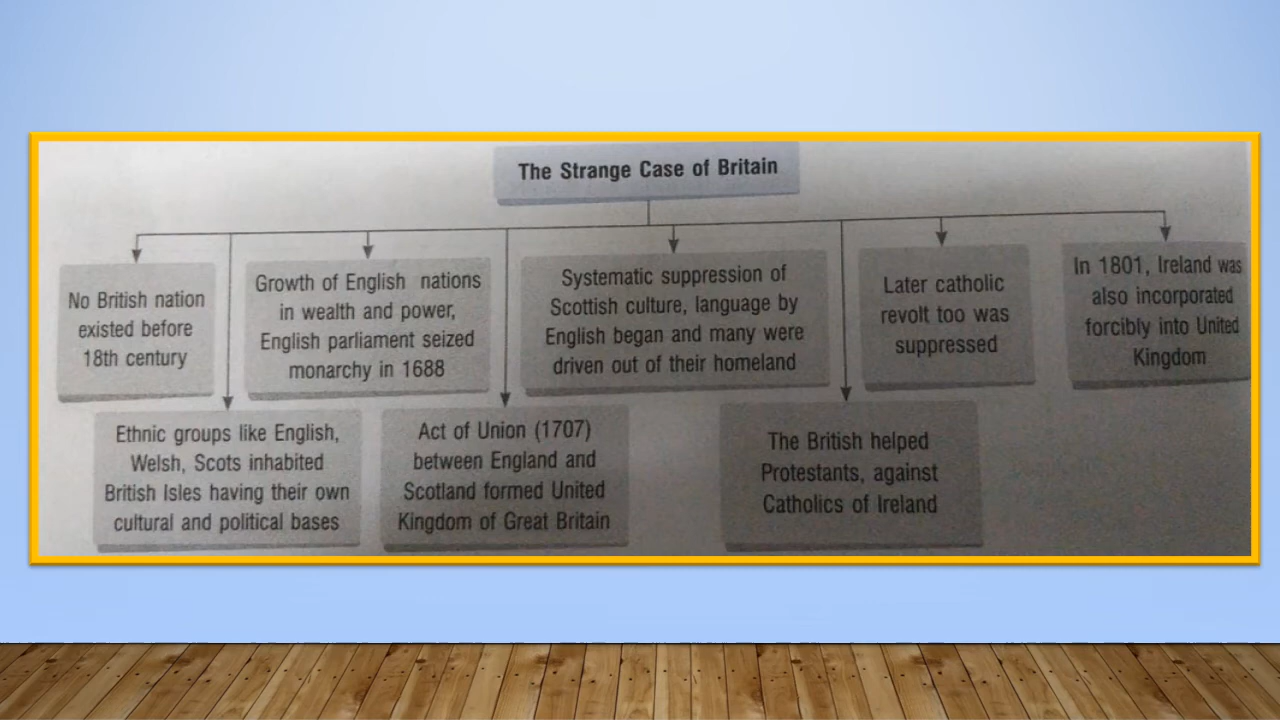 The Strange Case of Britain
No British nation
existed before
18th century
Ethnic groups like English,
Welsh, Scots inhabited
British Isles having their own
cultural and political bases
Growth of English nations
in wealth and power,
English parliament seized
monarchy in 1688
Act of Union (1707)
between England and
Scotland formed United
Kingdom of Great Britain
Systematic suppression of
Scottish culture, language by
English began and many were
driven out of their homeland
The British helped
Protestants, against
Catholics of Ireland
Later catholic
revolt too was
suppressed
In 1801, Ireland was
also incorporated
forcibly into United
Kingdom